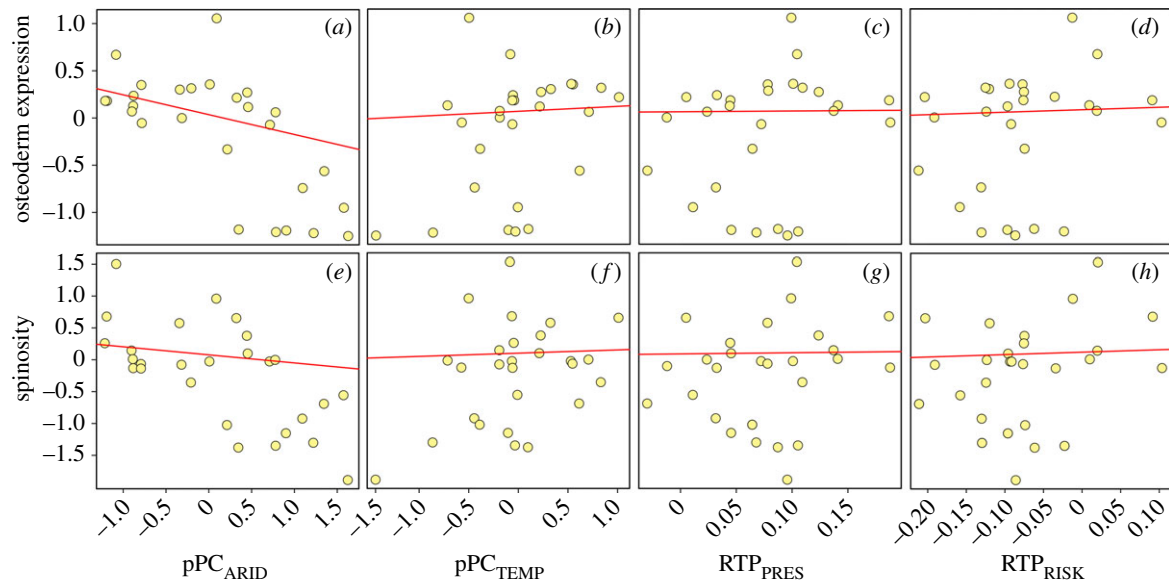 (a) (b) (c) (d)
osteoderm expression
1.0
0.5
0
−0.5
−1.0
(e) (f) (g) (h)
spinosity
1.5
1.0
0.5
0
−0.5
−1.0
−1.5
−1.0 −0.5 0 0.5 1.0 1.5 −1.5 −1.0 −0.5 0 0.5 1.0 0 0.05 0.10 0.15 −0.20 −0.15 −0.10 −0.05 0 0.05 0.10
pPC_ARID pPC_TEMP RTP_PRES RTP_RISK